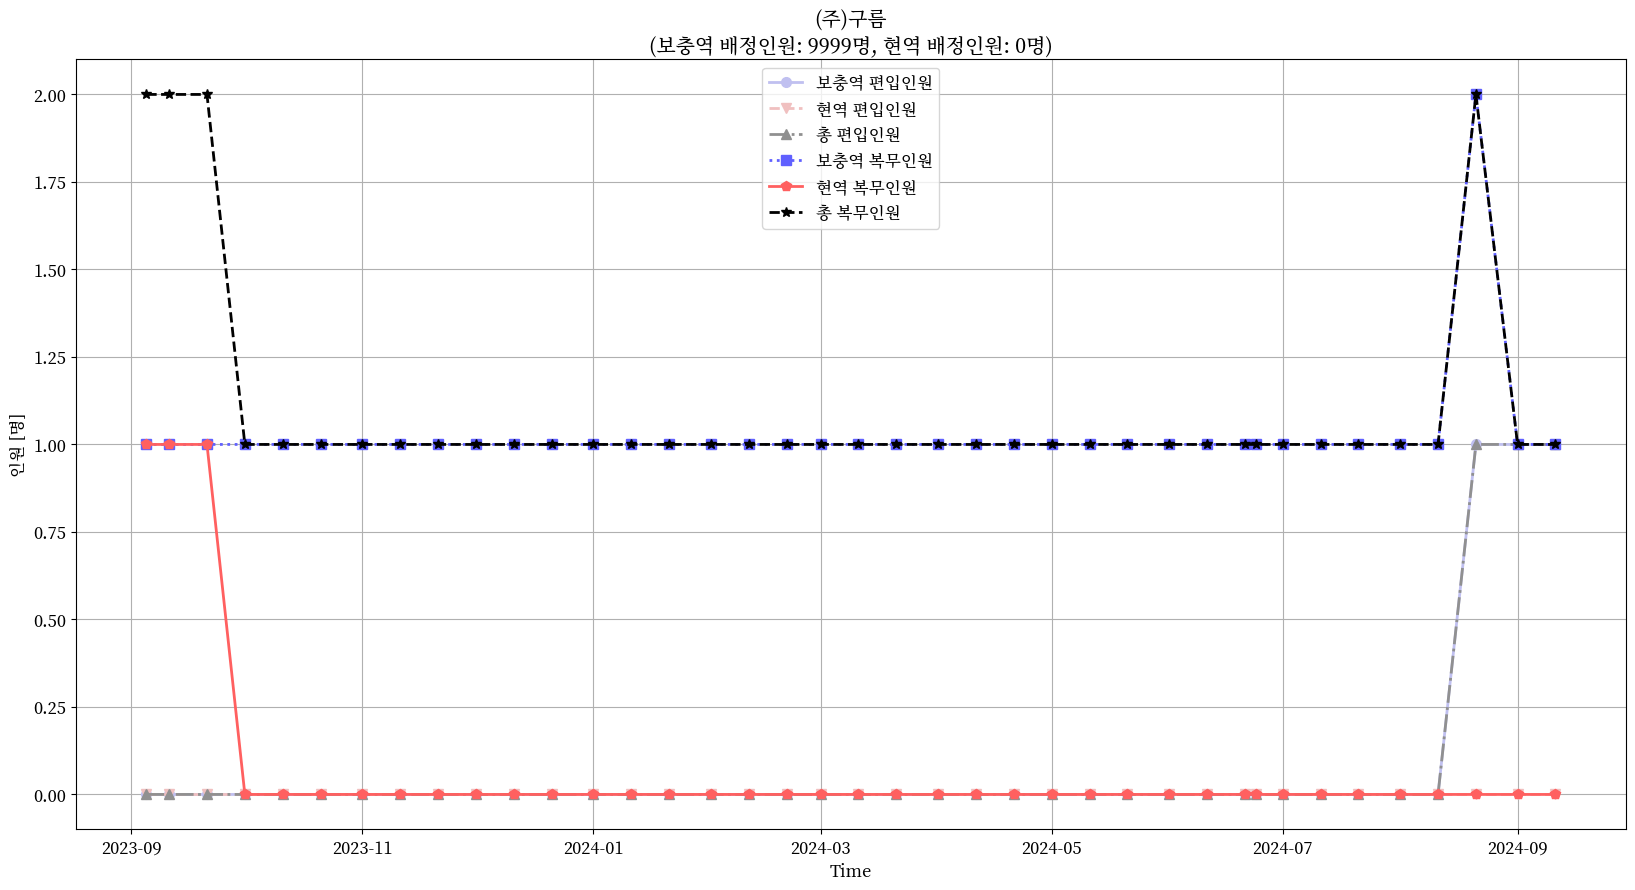 (주)구름
(보충역 배정인원: 9999명, 현역 배정인원: 0명)
보충역 편입인원
현역 편입인원
총 편입인원
보충역 복무인원
현역 복무인원
총 복무인원
인원 [명]
2.00
1.75
1.50
1.25
1.00
0.75
0.50
0.25
0.00
2023-09 2023-11 2024-01 2024-03 2024-05 2024-07 2024-09
Time